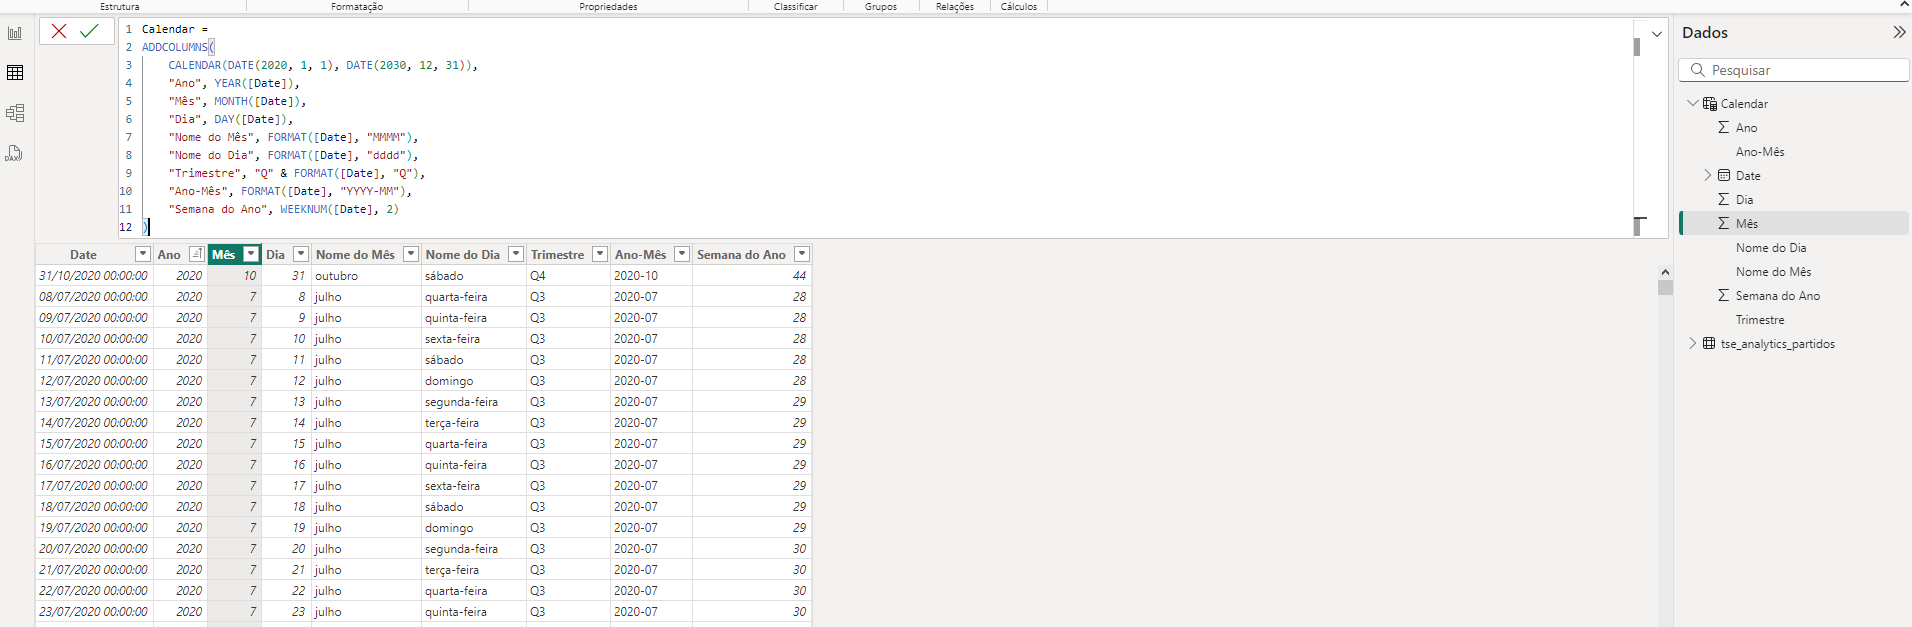 Estrutura Formatação Propriedades Classificar Grupos Relações Cálculos
1 Calendar =
2 ADDCOLUMNS(
3 CALENDAR(DATE(2020, 1, 1), DATE(2030, 12, 31)),
4 "Ano", YEAR([Date]),
5 "Mês", MONTH([Date]),
6 "Dia", DAY([Date]),
7 "Nome do Mês", FORMAT([Date], "MMMM"),
8 "Nome do Dia", FORMAT([Date], "dddd"),
9 "Trimestre", "Q" & FORMAT([Date], "Q"),
10 "Ano-Mês", FORMAT([Date], "YYYY-MM"),
11 "Semana do Ano", WEEKNUM([Date], 2)
12 )
Date Ano Mês Dia Nome do Mês Nome do Dia Trimestre Ano-Mês Semana do Ano
31/10/2020 00:00:00 2020 10 31 outubro sábado Q4 2020-10 44
08/07/2020 00:00:00 2020 7 8 julho quarta-feira Q3 2020-07 28
09/07/2020 00:00:00 2020 7 9 julho quinta-feira Q3 2020-07 28
10/07/2020 00:00:00 2020 7 10 julho sexta-feira Q3 2020-07 28
11/07/2020 00:00:00 2020 7 11 julho sábado Q3 2020-07 28
12/07/2020 00:00:00 2020 7 12 julho domingo Q3 2020-07 28
13/07/2020 00:00:00 2020 7 13 julho segunda-feira Q3 2020-07 29
14/07/2020 00:00:00 2020 7 14 julho terça-feira Q3 2020-07 29
15/07/2020 00:00:00 2020 7 15 julho quarta-feira Q3 2020-07 29
16/07/2020 00:00:00 2020 7 16 julho quinta-feira Q3 2020-07 29
17/07/2020 00:00:00 2020 7 17 julho sexta-feira Q3 2020-07 29
18/07/2020 00:00:00 2020 7 18 julho sábado Q3 2020-07 29
19/07/2020 00:00:00 2020 7 19 julho domingo Q3 2020-07 29
20/07/2020 00:00:00 2020 7 20 julho segunda-feira Q3 2020-07 30
21/07/2020 00:00:00 2020 7 21 julho terça-feira Q3 2020-07 30
22/07/2020 00:00:00 2020 7 22 julho quarta-feira Q3 2020-07 30
23/07/2020 00:00:00 2020 7 23 julho quinta-feira Q3 2020-07 30
Dados
Pesquisar
Calendar
Ano
Ano-Mês
Date
Dia
Mês
Nome do Dia
Nome do Mês
Semana do Ano
Trimestre
tse_analytics_partidos
DAX